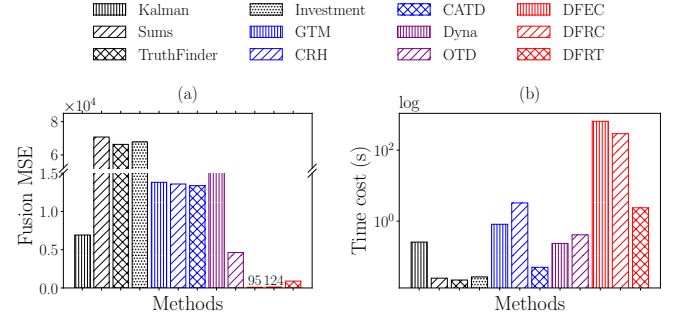 Kalman Investment CATD DFEC
Sums GTM Dyna DFRC
TruthFinder CRH OTD DFRT
(a) (b)
×10⁴ log
8
6
1.5
1.0
0.5
0.0
Fusion MSE
95 124
Methods
10²
10⁰
Time cost (s)
Methods